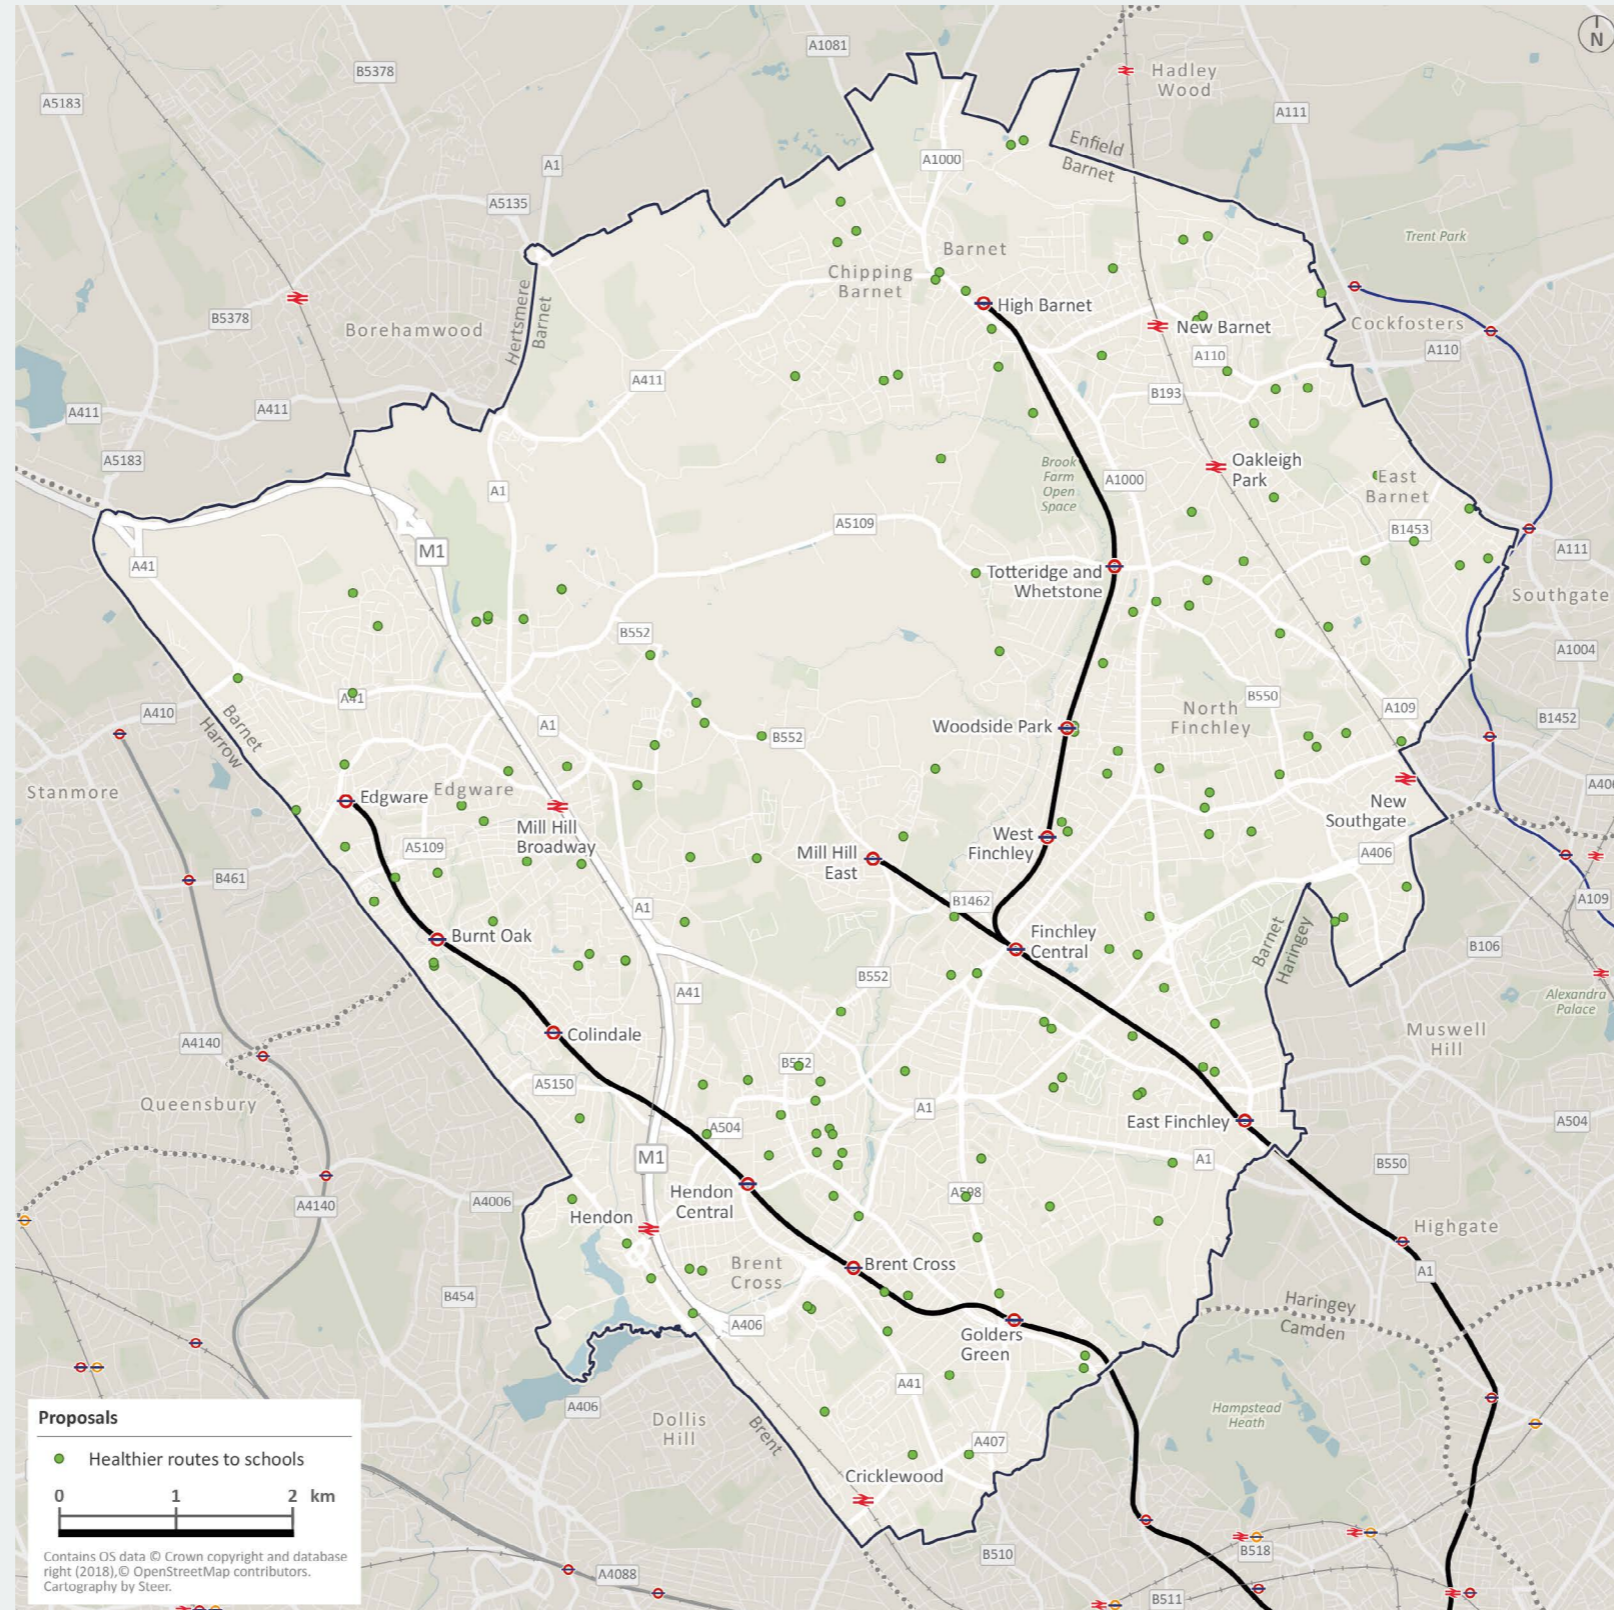 N
A1081
B5378
A5183
Hadley
Wood
A111
A1
A1000
Enfield
Barnet
A5135
Trent Park
Barnet
Chipping
Barnet
Hertsmere
Barnet
High Barnet
B5378
Borehamwood
New Barnet
Cockfosters
A110
A110
A411
B193
A411
A411
A5183
Oakleigh
Park
Brook
Farm
Open
Space
A1000
East
Barnet
A1
A5109
B1453
M1
A111
A41
Totteridge and
Whetstone
Southgate
B552
A1004
A41
B550
A410
Barnet
Harrow
North
Finchley
A109
B1452
A1
Woodside Park
B552
Stanmore
Edgware
Edgware
A406
New
Southgate
Mill Hill
Broadway
West
Finchley
A5109
Mill Hill
East
A406
B461
B1462
A109
A1
Burnt Oak
Finchley
Central
Barnet
Haringey
B106
B552
A41
Alexandra
Palace
Colindale
A4140
Muswell
Hill
B552
A5150
Queensbury
A1
A504
East Finchley
A504
M1
A1
B550
Hendon
Central
A598
A4006
A4140
Hendon
Highgate
Brent
Cross
Brent Cross
A1
B454
Haringey
Camden
A406
Golders
Green
A41
A406
Dollis
Hill
Brent
Hampstead
Heath
A407
Cricklewood
Proposals
Healthier routes to schools
0 1 2 km
Contains OS data © Crown copyright and database
right (2018),© OpenStreetMap contributors.
Cartography by Steer.
A4088
B510
B518
B511